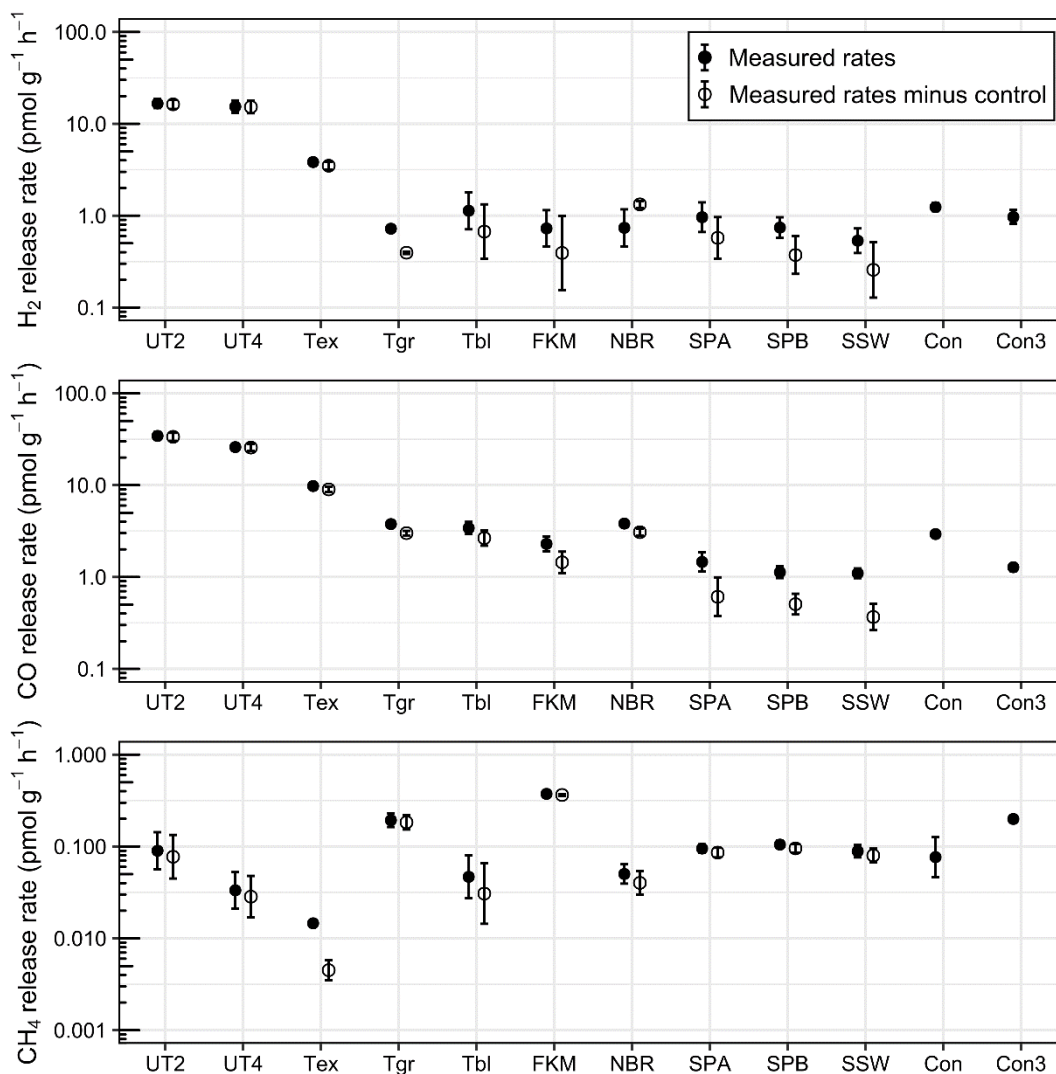 H₂ release rate (pmol g⁻¹ h⁻¹)
100.0
10.0
1.0
0.1
Measured rates
Measured rates minus control
UT2 UT4 Tex Tgr Tbl FKM NBR SPA SPB SSW Con Con3
CO release rate (pmol g⁻¹ h⁻¹)
100.0
10.0
1.0
0.1
UT2 UT4 Tex Tgr Tbl FKM NBR SPA SPB SSW Con Con3
CH₄ release rate (pmol g⁻¹ h⁻¹)
1.000
0.100
0.010
0.001
UT2 UT4 Tex Tgr Tbl FKM NBR SPA SPB SSW Con Con3